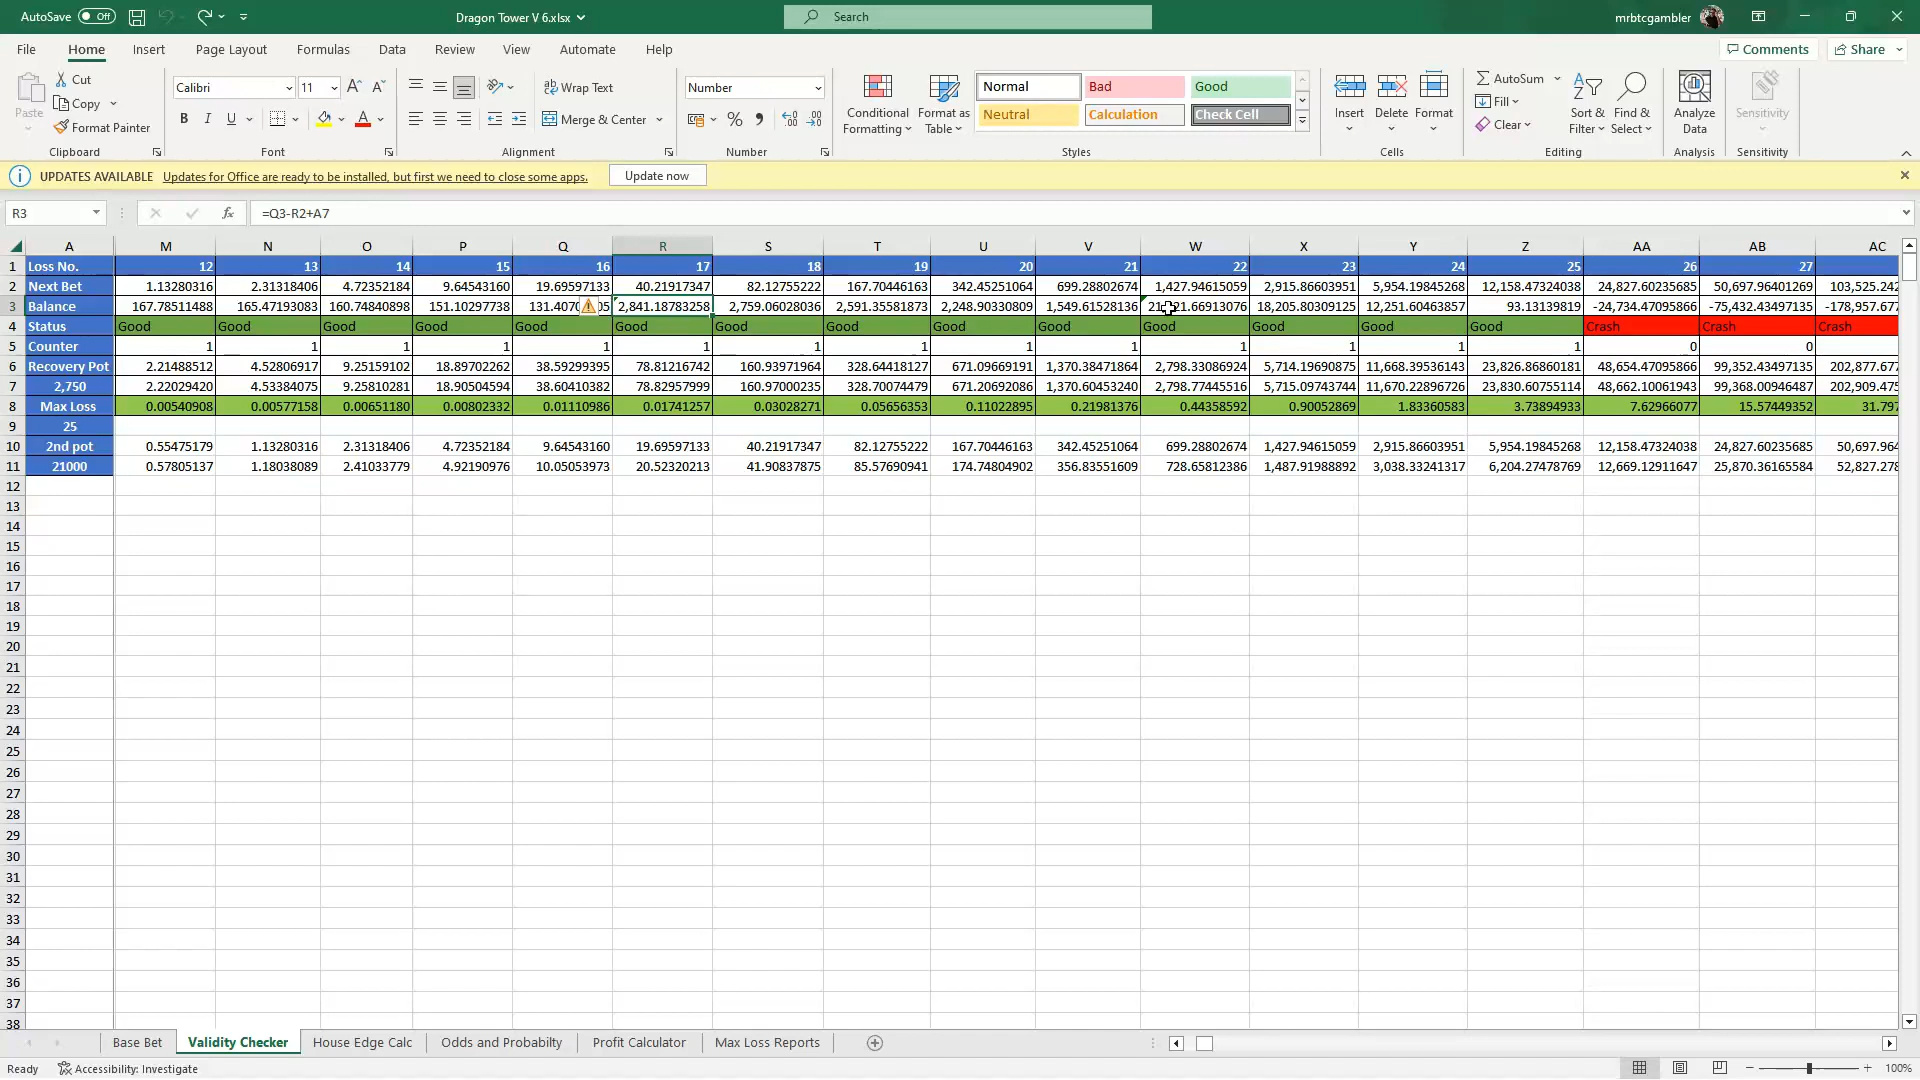 AutoSave Off Dragon Tower V 6.xlsx Search mrbtcgambler
File Home Insert Page Layout Formulas Data Review View Automate Help Comments Share
Paste Cut Copy Format Painter Clipboard
Calibri 11 A A B I U A Font
ab Wrap Text Merge & Center Alignment
Number % Number
Conditional Formatting Format as Table Normal Bad Good Neutral Calculation Check Cell Styles
Insert Delete Format Cells
AutoSum Fill Clear Sort & Filter Find & Select Editing
Analyze Data Analysis
Sensitivity Sensitivity
UPDATES AVAILABLE Updates for Office are ready to be installed, but first we need to close some apps. Update now
R3 fx =Q3-R2+A7
A M N O P Q R S T U V W X Y Z AA AB AC
1 Loss No. 12 13 14 15 16 17 18 19 20 21 22 23 24 25 26 27
2 Next Bet 1.13280316 2.31318406 4.72352184 9.64543160 19.69597133 40.21917347 82.12755222 167.70446163 342.45251064 699.28802674 1,427.94615059 2,915.86603951 5,954.19845268 12,158.47324038 24,827.60235685 50,697.96401269 103,525.242
3 Balance 167.78511488 165.47193083 160.74840898 151.10297738 2,841.18783258 2,759.06028036 2,591.35581873 2,248.90330809 1,549.61528136 18,205.80309125 12,251.60463857 93.13139819 -24,734.47095866 -75,432.43497135 -178,957.677
4 Status Good Good Good Good Good Good Good Good Good Good Good Good Good Good Crash Crash Crash
5 Counter 1 1 1 1 1 1 1 1 1 1 1 1 1 1 0 0
6 Recovery Pot 2.21488512 4.52806917 9.25159102 18.89702262 38.59299395 78.81216742 160.93971964 328.64418127 671.09669191 1,370.38471864 2,798.33086924 5,714.19690875 11,668.39536143 23,826.86860181 48,654.47095866 99,352.43497135 202,877.677
7 2,750 2.22029420 4.53384075 9.25810281 18.90504594 38.60410382 78.82957999 160.97000235 328.70074479 671.20692086 1,370.60453240 2,798.77445516 5,715.09743744 11,670.22896726 23,830.60755114 48,662.10061943 99,368.00946487 202,909.475
8 Max Loss 0.00540908 0.00577158 0.00651180 0.00802332 0.01110986 0.01741257 0.03028271 0.05656353 0.11022895 0.21981376 0.44358592 0.90052869 1.83360583 3.73894933 7.62966077 15.57449352 31.797
9 25
10 2nd pot 0.55475179 1.13280316 2.31318406 4.72352184 9.64543160 19.69597133 40.21917347 82.12755222 167.70446163 342.45251064 699.28802674 1,427.94615059 2,915.86603951 5,954.19845268 12,158.47324038 24,827.60235685 50,697.964
11 21000 0.57805137 1.18038089 2.41033779 4.92190976 10.05053973 20.52320213 41.90837875 85.57690941 174.74804902 356.83551609 728.65812386 1,487.91988892 3,038.33241317 6,204.27478769 12,669.12911647 25,870.36165584 52,827.278
12
13
14
15
16
17
18
19
20
21
22
23
24
25
26
27
28
29
30
31
32
33
34
35
36
37
38
Base Bet Validity Checker House Edge Calc Odds and Probabilty Profit Calculator Max Loss Reports
Ready Accessibility: Investigate 100%